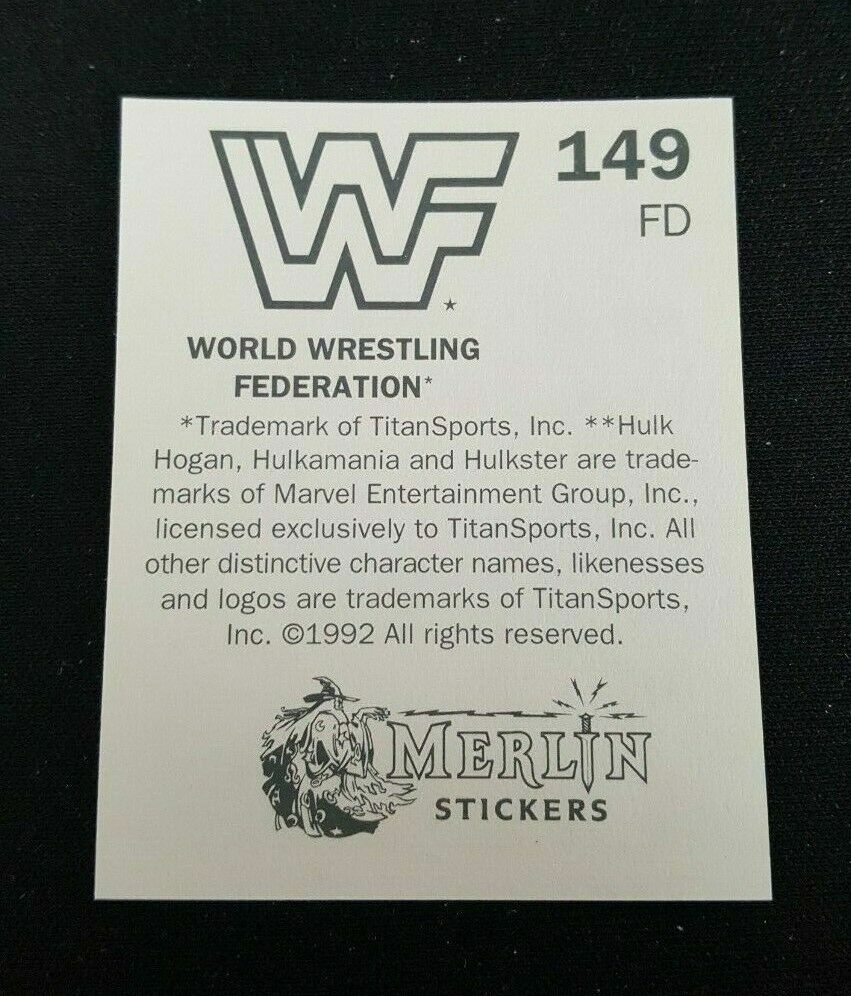 WF
149
FD
*
WORLD WRESTLING
FEDERATION*
*Trademark of TitanSports, Inc. **Hulk
Hogan, Hulkamania and Hulkster are trade-
marks of Marvel Entertainment Group, Inc.,
licensed exclusively to TitanSports, Inc. All
other distinctive character names, likenesses
and logos are trademarks of TitanSports,
Inc. ©1992 All rights reserved.
MERLIN
STICKERS